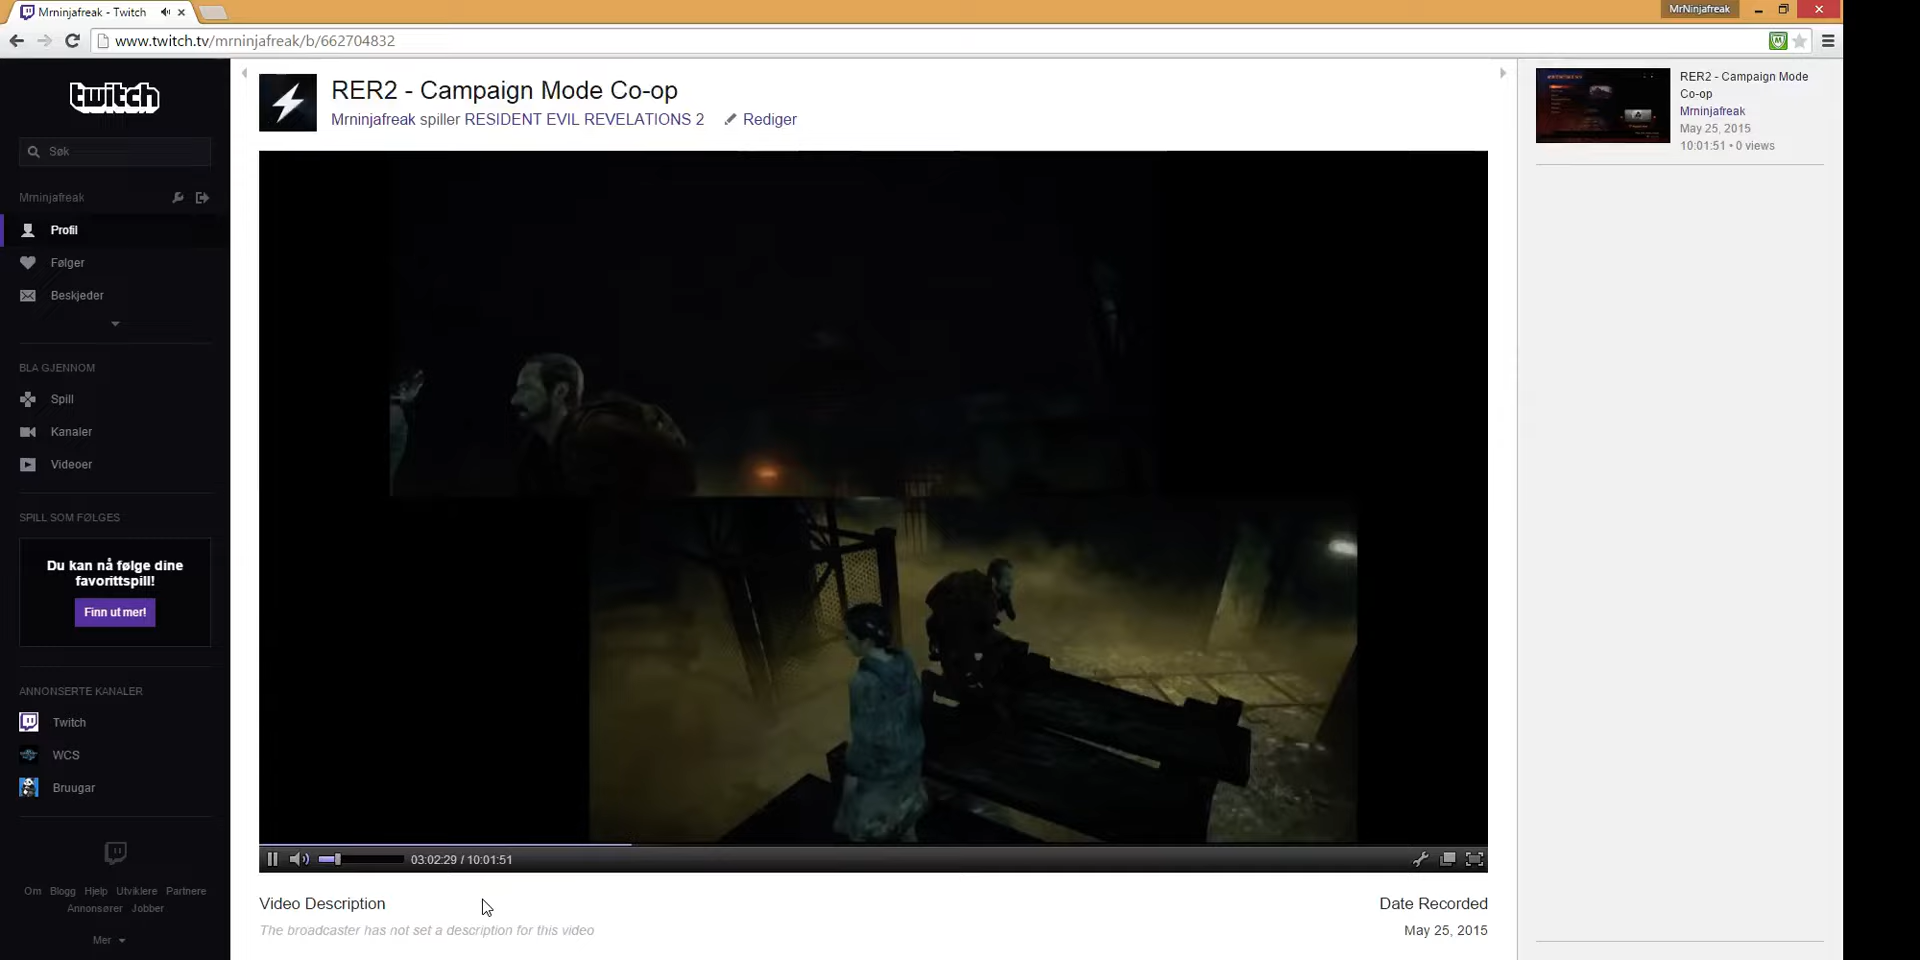 Mrninjafreak - Twitch
MrNinjafreak
www.twitch.tv/mrninjafreak/b/662704832
twitch
Søk
Mrninjafreak
Profil
Følger
Beskjeder
BLA GJENNOM
Spill
Kanaler
Videoer
SPILL SOM FØLGES
Du kan nå følge dine
favorittspill!
Finn ut mer!
ANNONSERTE KANALER
Twitch
WCS
Bruugar
Om Blogg Hjelp Utviklere Partnere
Annonsører Jobber
Mer
RER2 - Campaign Mode Co-op
Mrninjafreak spiller RESIDENT EVIL REVELATIONS 2 Rediger
03:02:29 / 10:01:51
Video Description
The broadcaster has not set a description for this video
Date Recorded
May 25, 2015
RER2 - Campaign Mode
Co-op
Mrninjafreak
May 25, 2015
10:01:51 • 0 views